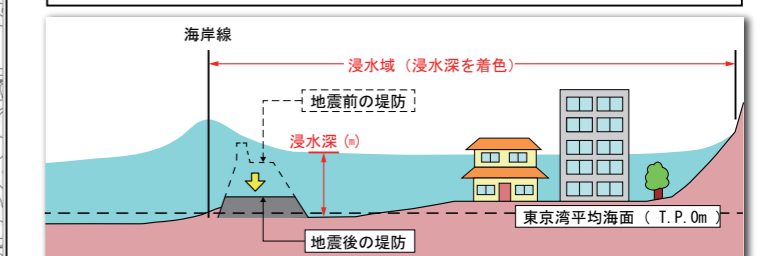 海岸線
浸水域（浸水深を着色）
地震前の堤防
浸水深(m)
東京湾平均海面（T.P.0m）
地震後の堤防